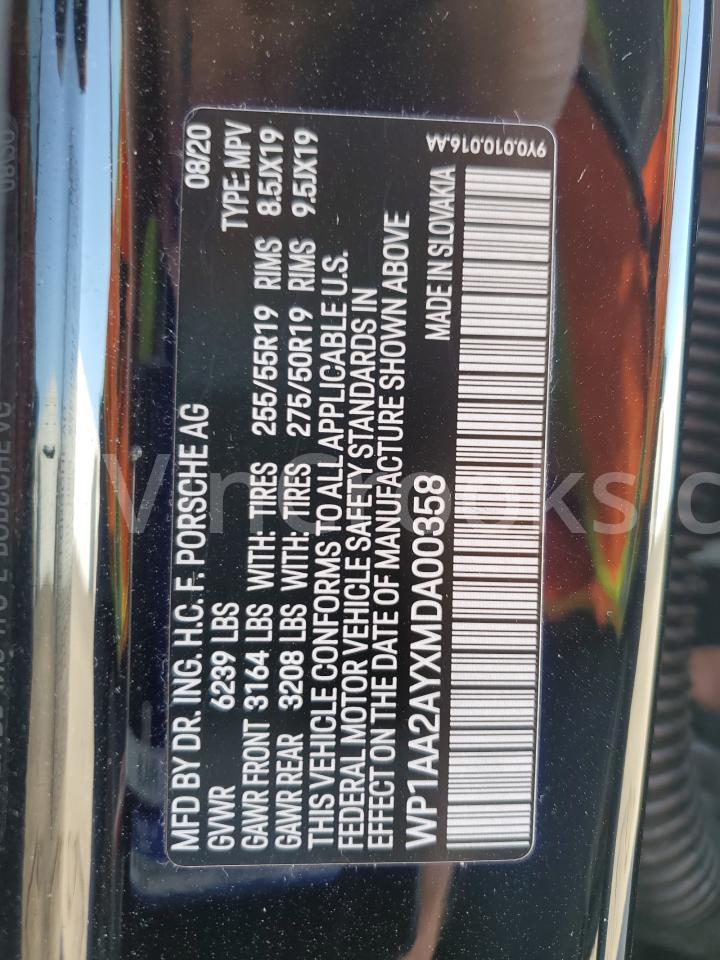 MFD BY DR. ING. H.C. F. PORSCHE AG 08/20
GVWR 6239 LBS TYPE: MPV
GAWR FRONT 3164 LBS WITH: TIRES 255/55R19 RIMS 8.5JX19
GAWR REAR 3208 LBS WITH: TIRES 275/50R19 RIMS 9.5JX19
THIS VEHICLE CONFORMS TO ALL APPLICABLE U.S.
FEDERAL MOTOR VEHICLE SAFETY STANDARDS IN
EFFECT ON THE DATE OF MANUFACTURE SHOWN ABOVE
WP1AA2AYXMDA00358 MADE IN SLOVAKIA
9Y0.010.016.AA
VinCrooks.c